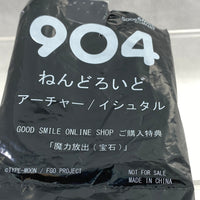 904
ねんどろいど
アーチャー/イシュタル
GOOD SMILE ONLINE SHOP ご購入特典
「魔力放出(宝石)」
©TYPE-MOON / FGO PROJECT
NOT FOR SALE
MADE IN CHINA